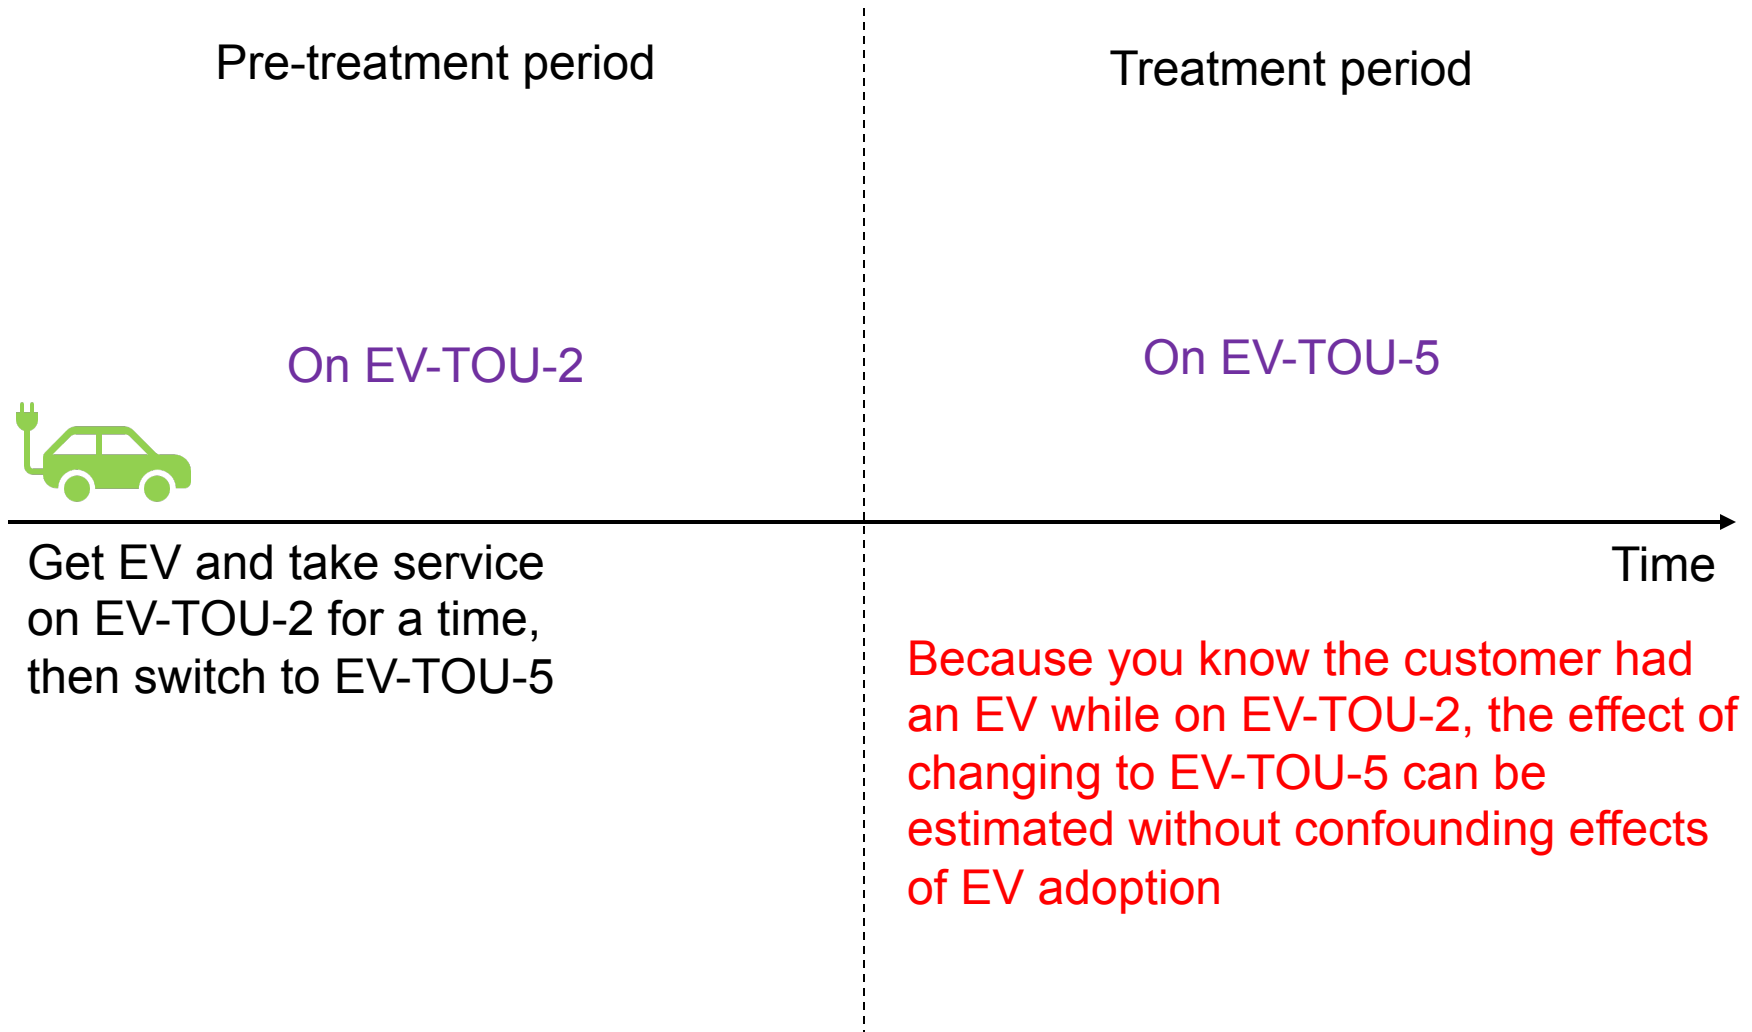 Pre-treatment period
Treatment period
On EV-TOU-2
On EV-TOU-5
Get EV and take service
on EV-TOU-2 for a time,
then switch to EV-TOU-5
Time
Because you know the customer had
an EV while on EV-TOU-2, the effect of
changing to EV-TOU-5 can be
estimated without confounding effects
of EV adoption